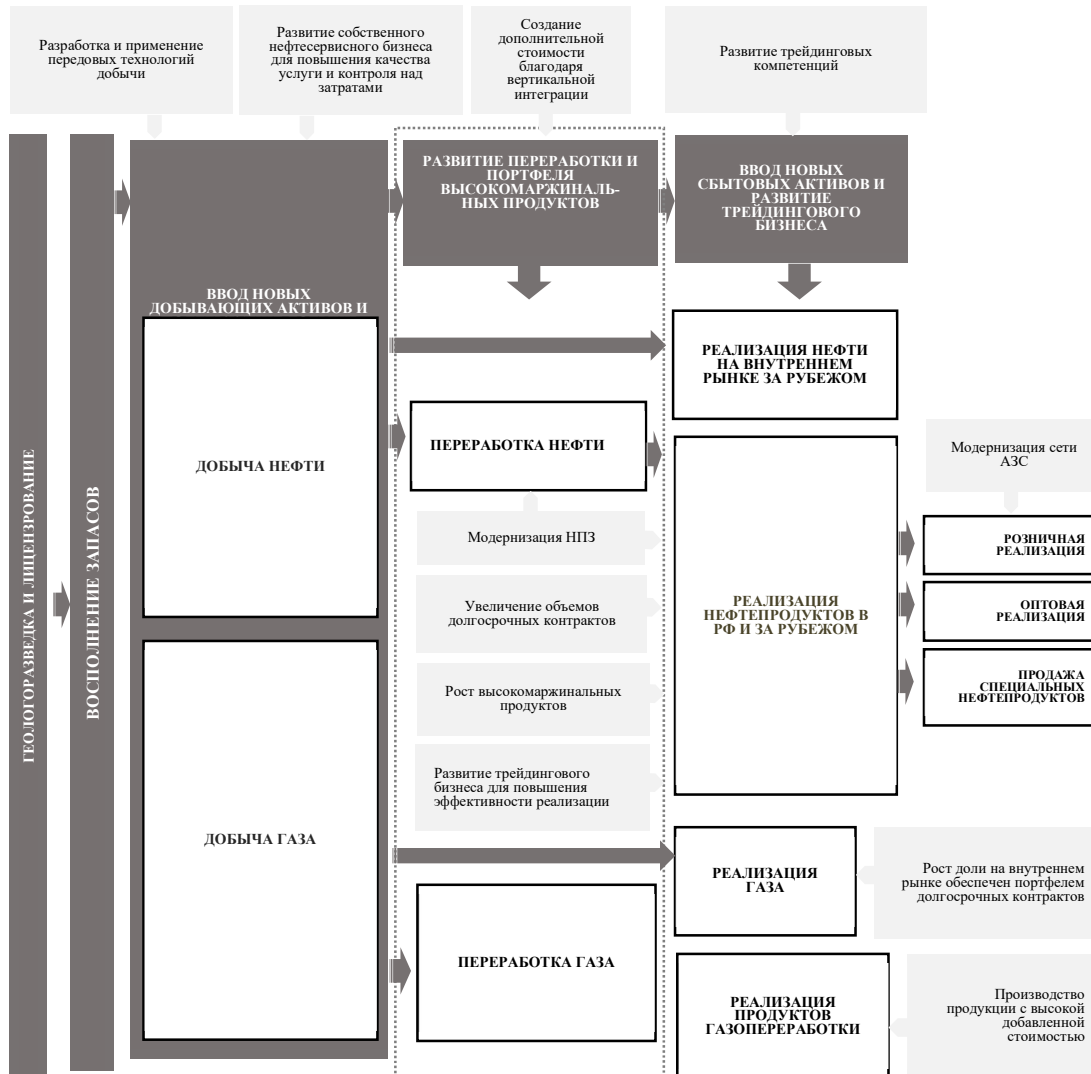 Разработка и применение
передовых технологий
добычи
Развитие собственного
нефтесервисного бизнеса
для повышения качества
услуги и контроля над
затратами
Создание
дополнительной
стоимости
благодаря
вертикальной
интеграции
Развитие трейдинговых
компетенций
ГЕОЛОГОРАЗВЕДКА И ЛИЦЕНЗРОВАНИЕ
ВОСПОЛНЕНИЕ ЗАПАСОВ
ВВОД НОВЫХ
ДОБЫВАЮЩИХ АКТИВОВ И
РАЗВИТИЕ ПЕРЕРАБОТКИ И
ПОРТФЕЛЯ
ВЫСОКОМАРЖИНАЛЬ-
НЫХ ПРОДУКТОВ
ВВОД НОВЫХ
СБЫТОВЫХ АКТИВОВ И
РАЗВИТИЕ
ТРЕЙДИНГОВОГО
БИЗНЕСА
ДОБЫЧА НЕФТИ
ПЕРЕРАБОТКА НЕФТИ
РЕАЛИЗАЦИЯ НЕФТИ
НА ВНУТРЕННЕМ
РЫНКЕ ЗА РУБЕЖОМ
Модернизация НПЗ
Увеличение объемов
долгосрочных контрактов
Рост высокомаржинальных
продуктов
Развитие трейдингового
бизнеса для повышения
эффективности реализации
РЕАЛИЗАЦИЯ
НЕФТЕПРОДУКТОВ В
РФ И ЗА РУБЕЖОМ
Модернизация сети
АЗС
РОЗНИЧНАЯ
РЕАЛИЗАЦИЯ
ОПТОВАЯ
РЕАЛИЗАЦИЯ
ПРОДАЖА
СПЕЦИАЛЬНЫХ
НЕФТЕПРОДУКТОВ
ДОБЫЧА ГАЗА
РЕАЛИЗАЦИЯ
ГАЗА
Рост доли на внутреннем
рынке обеспечен портфелем
долгосрочных контрактов
ПЕРЕРАБОТКА ГАЗА
РЕАЛИЗАЦИЯ
ПРОДУКТОВ
ГАЗОПЕРЕРАБОТКИ
Производство
продукции с высокой
добавленной
стоимостью